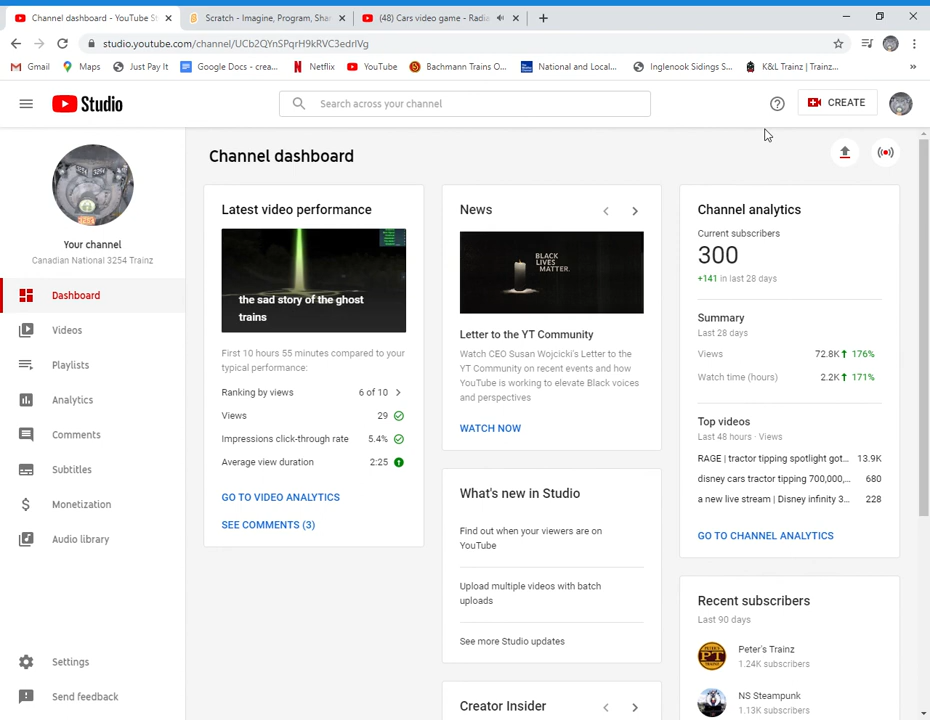 Channel dashboard - YouTube S
Scratch - Imagine, Program, Shar
(48) Cars video game - Radia
studio.youtube.com/channel/UCb2QYnSPqrH9kRVC3edrIVg
Gmail
Maps
Just Pay It
Google Docs - crea...
Netflix
YouTube
Bachmann Trains O...
National and Local...
Inglenook Sidings S...
K&L Trainz | Trainz...
Studio
Search across your channel
CREATE
Channel dashboard
Your channel
Canadian National 3254 Trainz
Dashboard
Videos
Playlists
Analytics
Comments
Subtitles
Monetization
Audio library
Settings
Send feedback
Latest video performance
the sad story of the ghost
trains
First 10 hours 55 minutes compared to your
typical performance:
Ranking by views 6 of 10
Views 29
Impressions click-through rate 5.4%
Average view duration 2:25
GO TO VIDEO ANALYTICS
SEE COMMENTS (3)
News
BLACK
LIVES
MATTER.
Letter to the YT Community
Watch CEO Susan Wojcicki's Letter to the
YT Community on recent events and how
YouTube is working to elevate Black voices
and perspectives
WATCH NOW
What's new in Studio
Find out when your viewers are on
YouTube
Upload multiple videos with batch
uploads
See more Studio updates
Creator Insider
Channel analytics
Current subscribers
300
+141 in last 28 days
Summary
Last 28 days
Views 72.8K 176%
Watch time (hours) 2.2K 171%
Top videos
Last 48 hours · Views
RAGE | tractor tipping spotlight got... 13.9K
disney cars tractor tipping 700,000,... 680
a new live stream | Disney infinity 3... 228
GO TO CHANNEL ANALYTICS
Recent subscribers
Last 90 days
Peter's Trainz
1.24K subscribers
NS Steampunk
1.13K subscribers